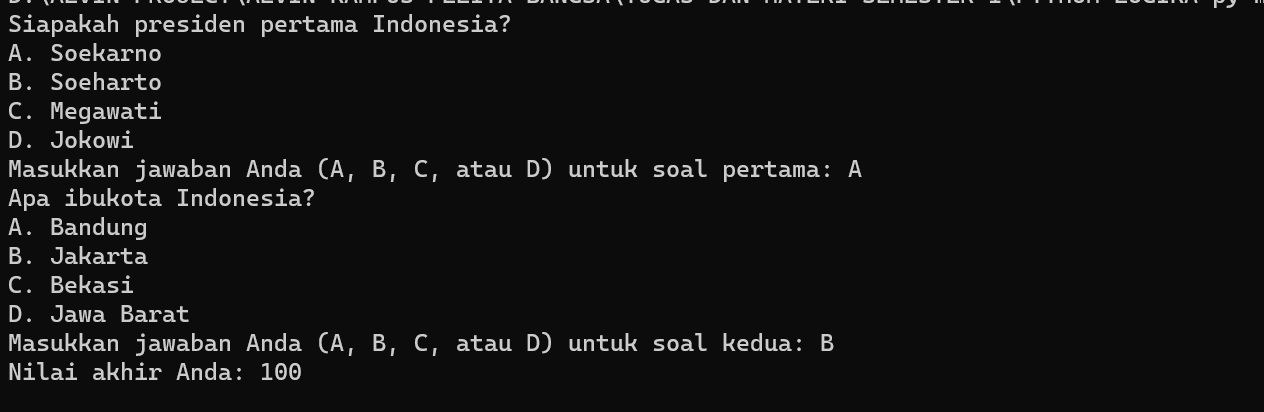 Siapakah presiden pertama Indonesia?
A. Soekarno
B. Soeharto
C. Megawati
D. Jokowi
Masukkan jawaban Anda (A, B, C, atau D) untuk soal pertama: A
Apa ibukota Indonesia?
A. Bandung
B. Jakarta
C. Bekasi
D. Jawa Barat
Masukkan jawaban Anda (A, B, C, atau D) untuk soal kedua: B
Nilai akhir Anda: 100